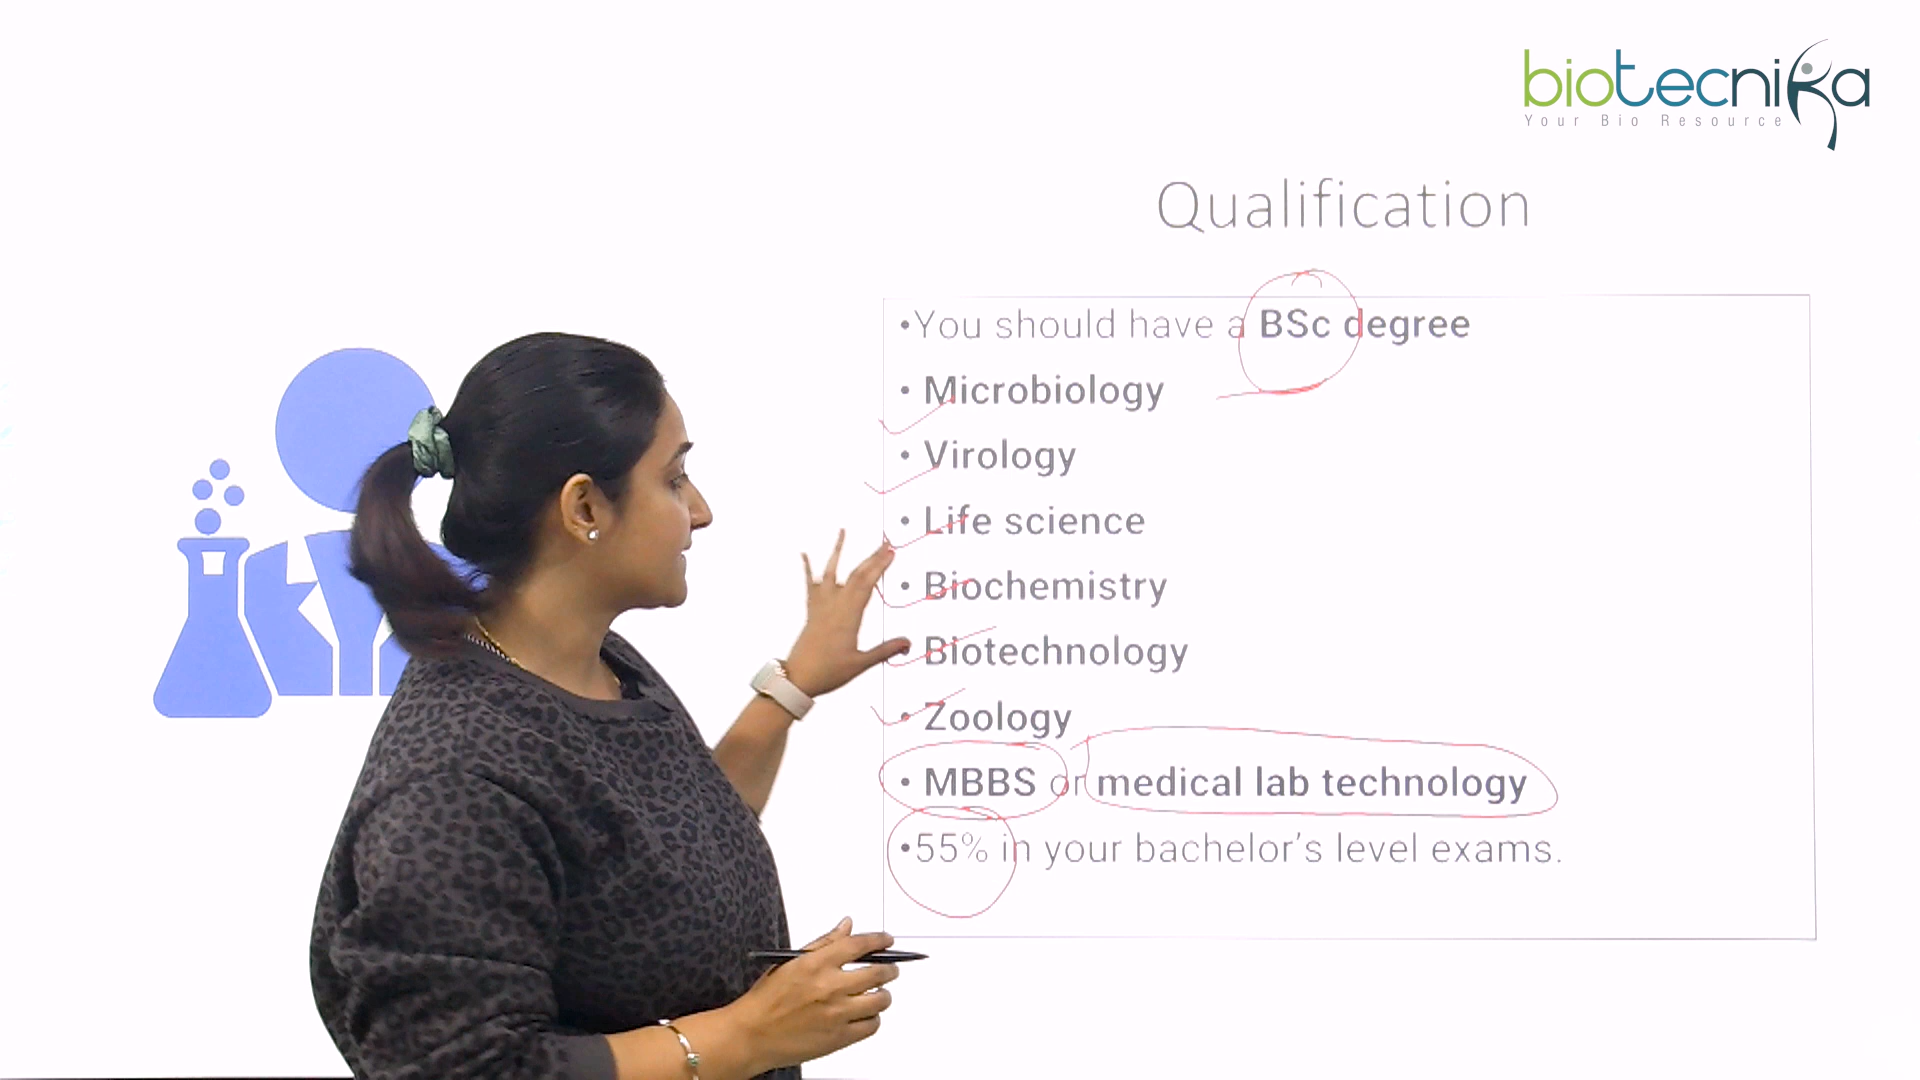 biotecnika
Your Bio Resource
Qualification
•You should have a BSc degree
• Microbiology
• Virology
• Life science
• Biochemistry
• Biotechnology
• Zoology
• MBBS or medical lab technology
•55% in your bachelor’s level exams.